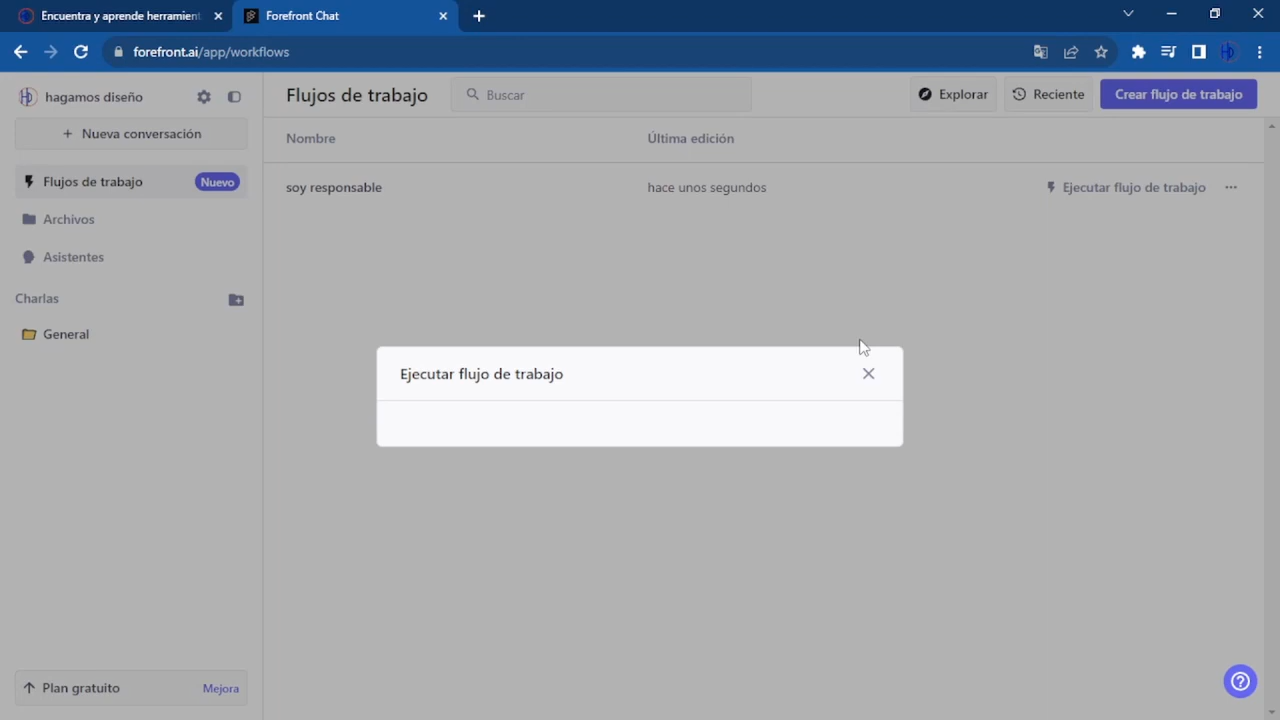 Encuentra y aprende herramient
Forefront Chat
forefront.ai/app/workflows
hagamos diseño
Nueva conversación
Flujos de trabajo
Nuevo
Archivos
Asistentes
Charlas
General
Plan gratuito
Mejora
Flujos de trabajo
Buscar
Explorar
Reciente
Crear flujo de trabajo
Nombre
Última edición
soy responsable
hace unos segundos
Ejecutar flujo de trabajo
Ejecutar flujo de trabajo